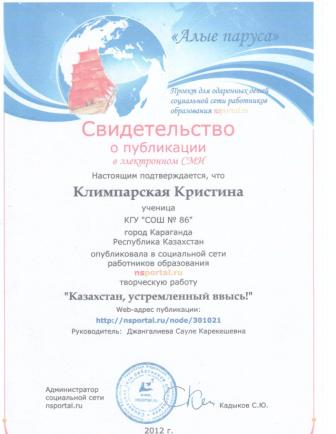 «Алые паруса»
Проект для одаренных детей
социальной сети работников
образования nsportal.ru
Свидетельство
о публикации
в электронном СМИ
Настоящим подтверждается, что
Климпарская Кристина
ученица
КГУ "СОШ № 86"
город Караганда
Республика Казахстан
опубликовала в социальной сети
работников образования
nsportal.ru
творческую работу
"Казахстан, устремленный ввысь!"
Web-адрес публикации:
http://nsportal.ru/node/301021
Руководитель: Джангалиева Сауле Карекешевна
Администратор
социальной сети
nsportal.ru
Кадыков С.Ю.
2012 г.